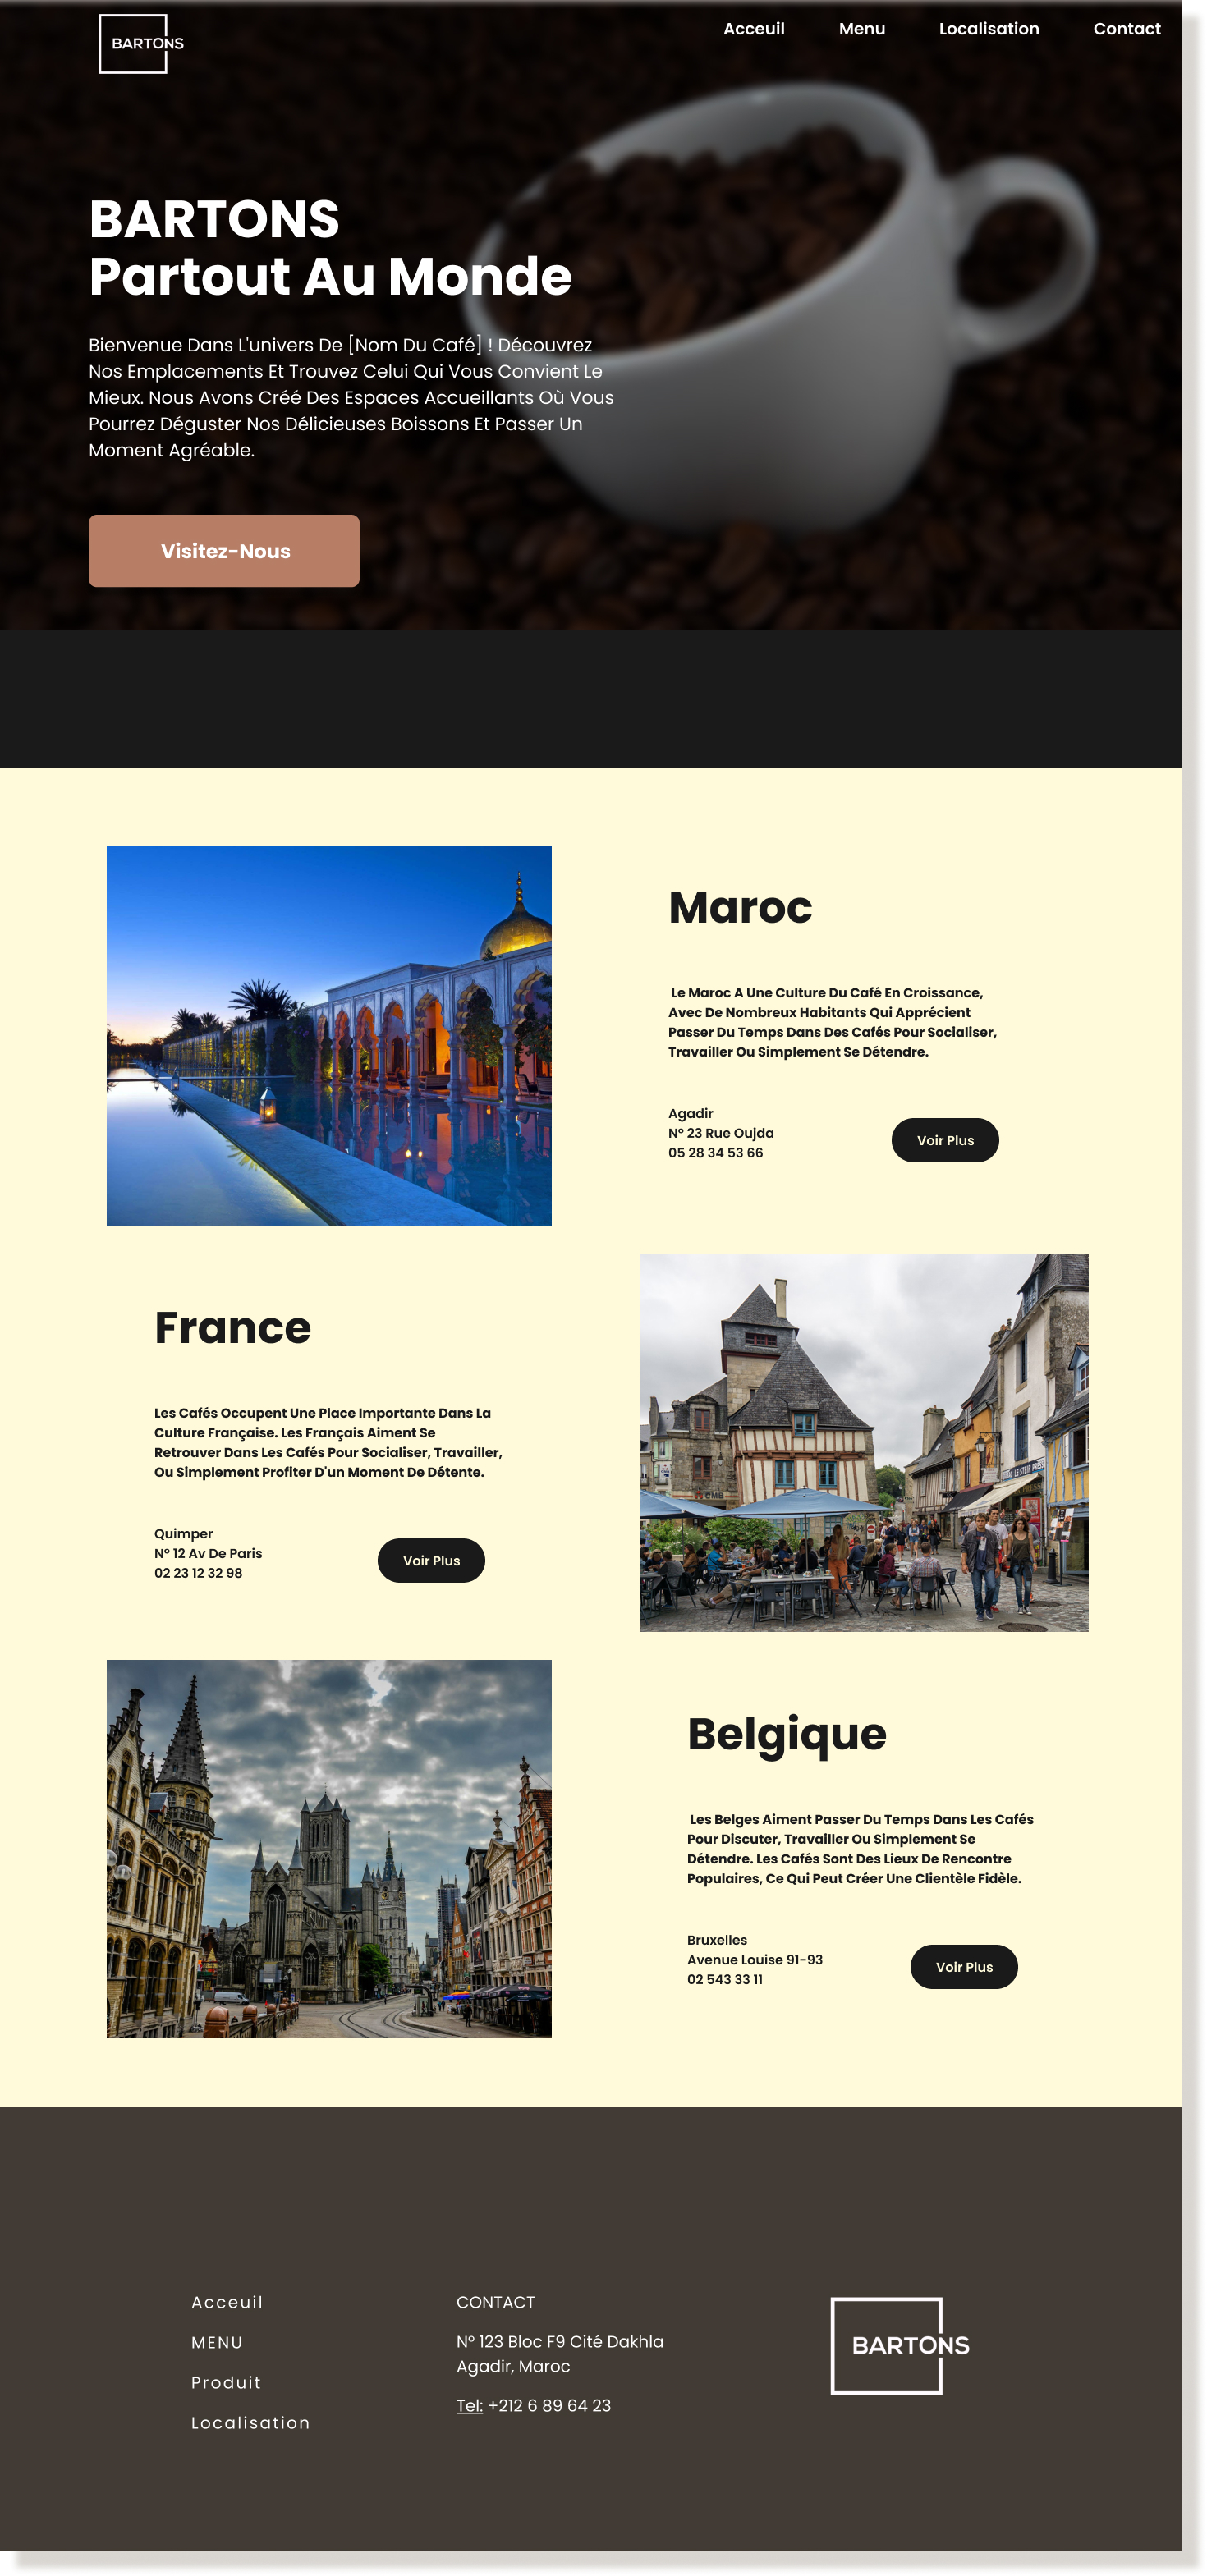 BARTONS
Acceuil Menu Localisation Contact
BARTONS
Partout Au Monde
Bienvenue Dans L'univers De [Nom Du Café] ! Découvrez
Nos Emplacements Et Trouvez Celui Qui Vous Convient Le
Mieux. Nous Avons Créé Des Espaces Accueillants Où Vous
Pourrez Déguster Nos Délicieuses Boissons Et Passer Un
Moment Agréable.
Visitez-Nous
Maroc
Le Maroc A Une Culture Du Café En Croissance,
Avec De Nombreux Habitants Qui Apprécient
Passer Du Temps Dans Des Cafés Pour Socialiser,
Travailler Ou Simplement Se Détendre.
Agadir
N° 23 Rue Oujda
05 28 34 53 66
Voir Plus
France
Les Cafés Occupent Une Place Importante Dans La
Culture Française. Les Français Aiment Se
Retrouver Dans Les Cafés Pour Socialiser, Travailler,
Ou Simplement Profiter D'un Moment De Détente.
Quimper
N° 12 Av De Paris
02 23 12 32 98
Voir Plus
CMB
Belgique
Les Belges Aiment Passer Du Temps Dans Les Cafés
Pour Discuter, Travailler Ou Simplement Se
Détendre. Les Cafés Sont Des Lieux De Rencontre
Populaires, Ce Qui Peut Créer Une Clientèle Fidèle.
Bruxelles
Avenue Louise 91-93
02 543 33 11
Voir Plus
Acceuil
MENU
Produit
Localisation
CONTACT
N° 123 Bloc F9 Cité Dakhla
Agadir, Maroc
Tel: +212 6 89 64 23
BARTONS